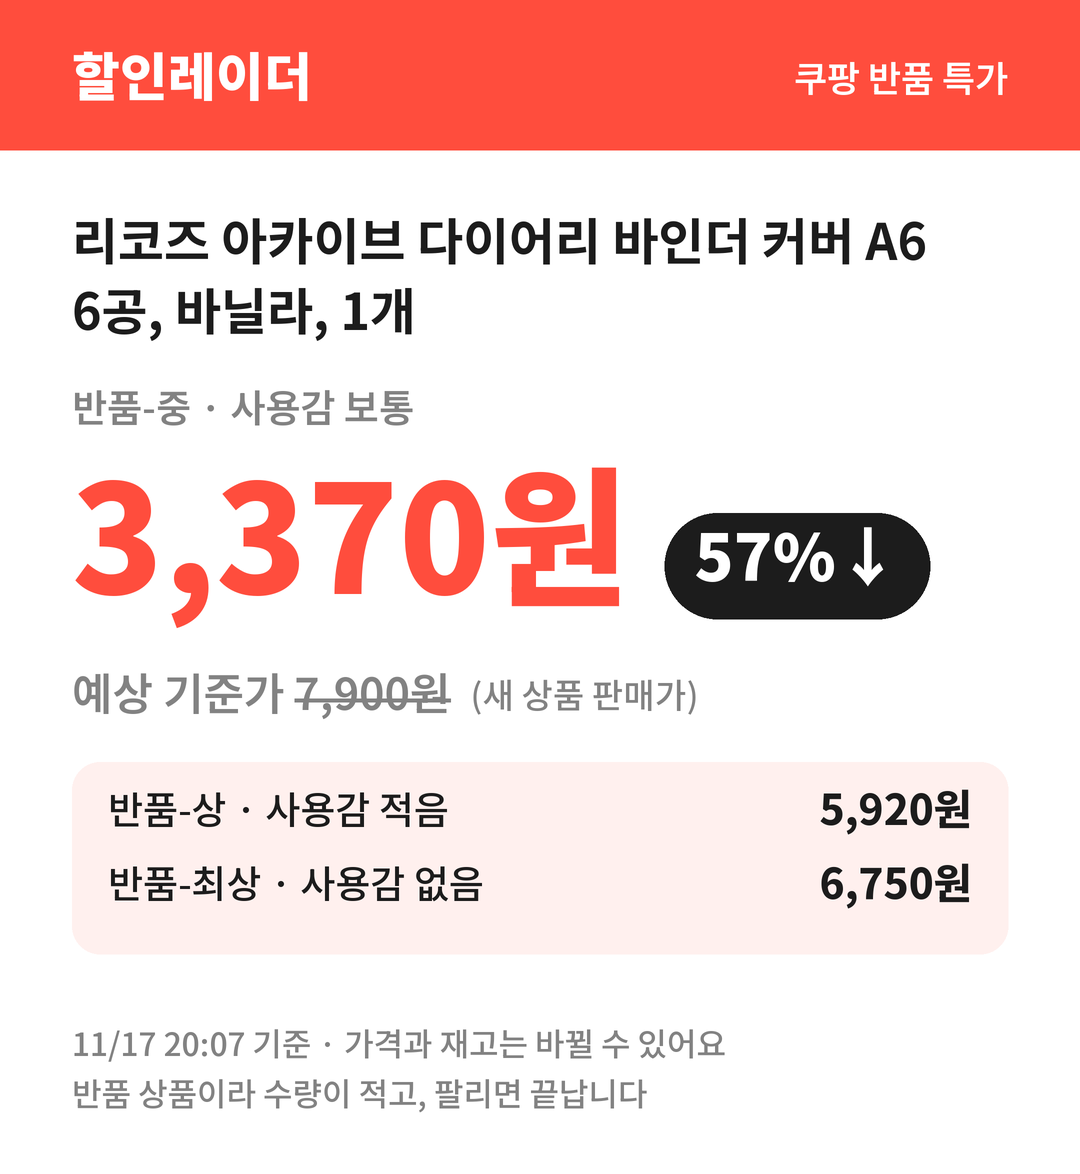 할인레이더
쿠팡 반품 특가
리코즈 아카이브 다이어리 바인더 커버 A6
6공, 바닐라, 1개
반품-중 · 사용감 보통
3,370원 57%↓
예상 기준가 7,900원 (새 상품 판매가)
반품-상 · 사용감 적음 5,920원
반품-최상 · 사용감 없음 6,750원
11/17 20:07 기준 · 가격과 재고는 바뀔 수 있어요
반품 상품이라 수량이 적고, 팔리면 끝납니다